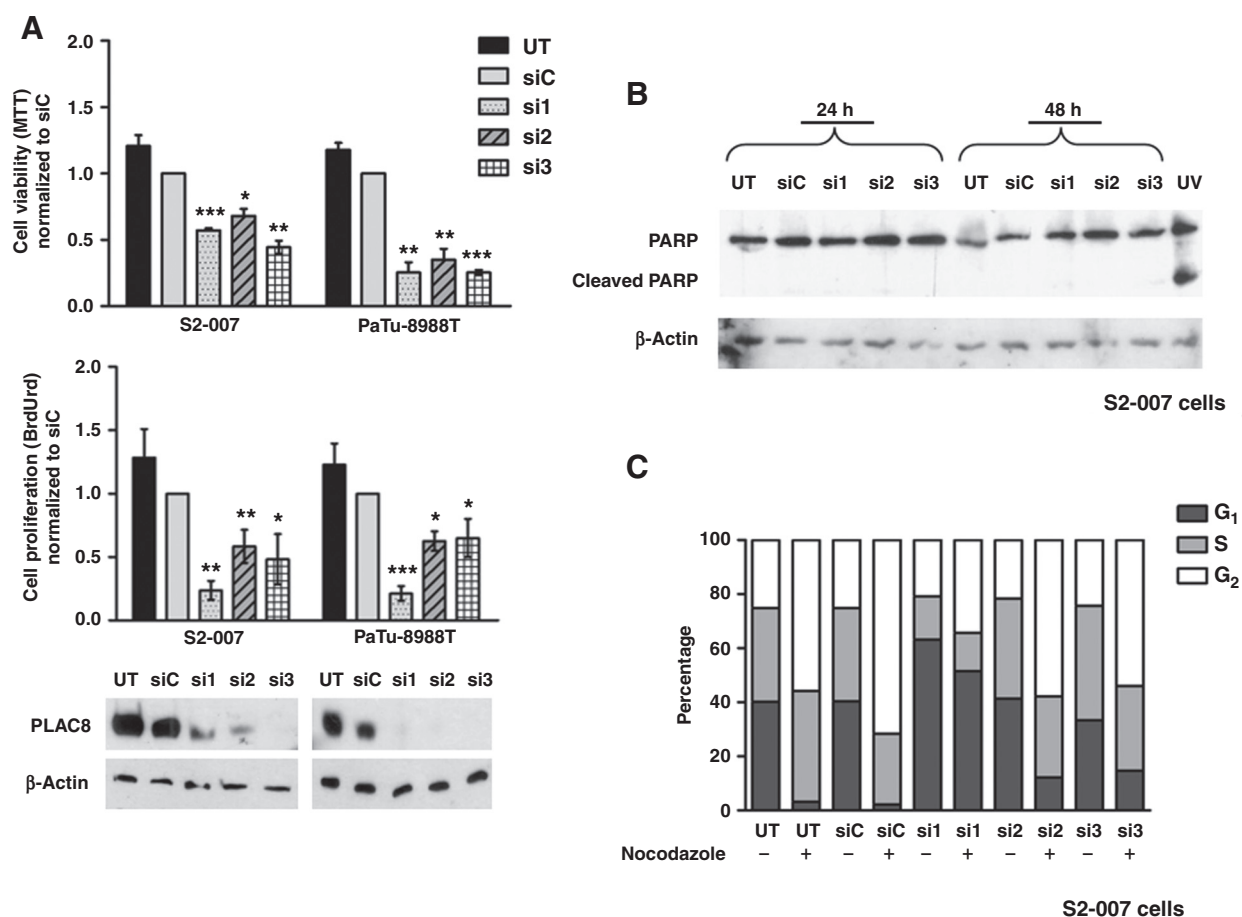 A
Cell viability (MTT)
normalized to siC
2.0
1.5
1.0
0.5
0.0
*** * ** ** ** ***
S2-007 PaTu-8988T
UT
siC
si1
si2
si3
Cell proliferation (BrdUrd)
normalized to siC
2.0
1.5
1.0
0.5
0.0
** ** * *** * *
S2-007 PaTu-8988T
UT siC si1 si2 si3 UT siC si1 si2 si3
PLAC8
β-Actin
B
24 h 48 h
UT siC si1 si2 si3 UT siC si1 si2 si3 UV
PARP
Cleaved PARP
β-Actin
S2-007 cells
C
G1
S
G2
Percentage
100
80
60
40
20
0
UT UT siC siC si1 si1 si2 si2 si3 si3
Nocodazole – + – + – + – + – +
S2-007 cells